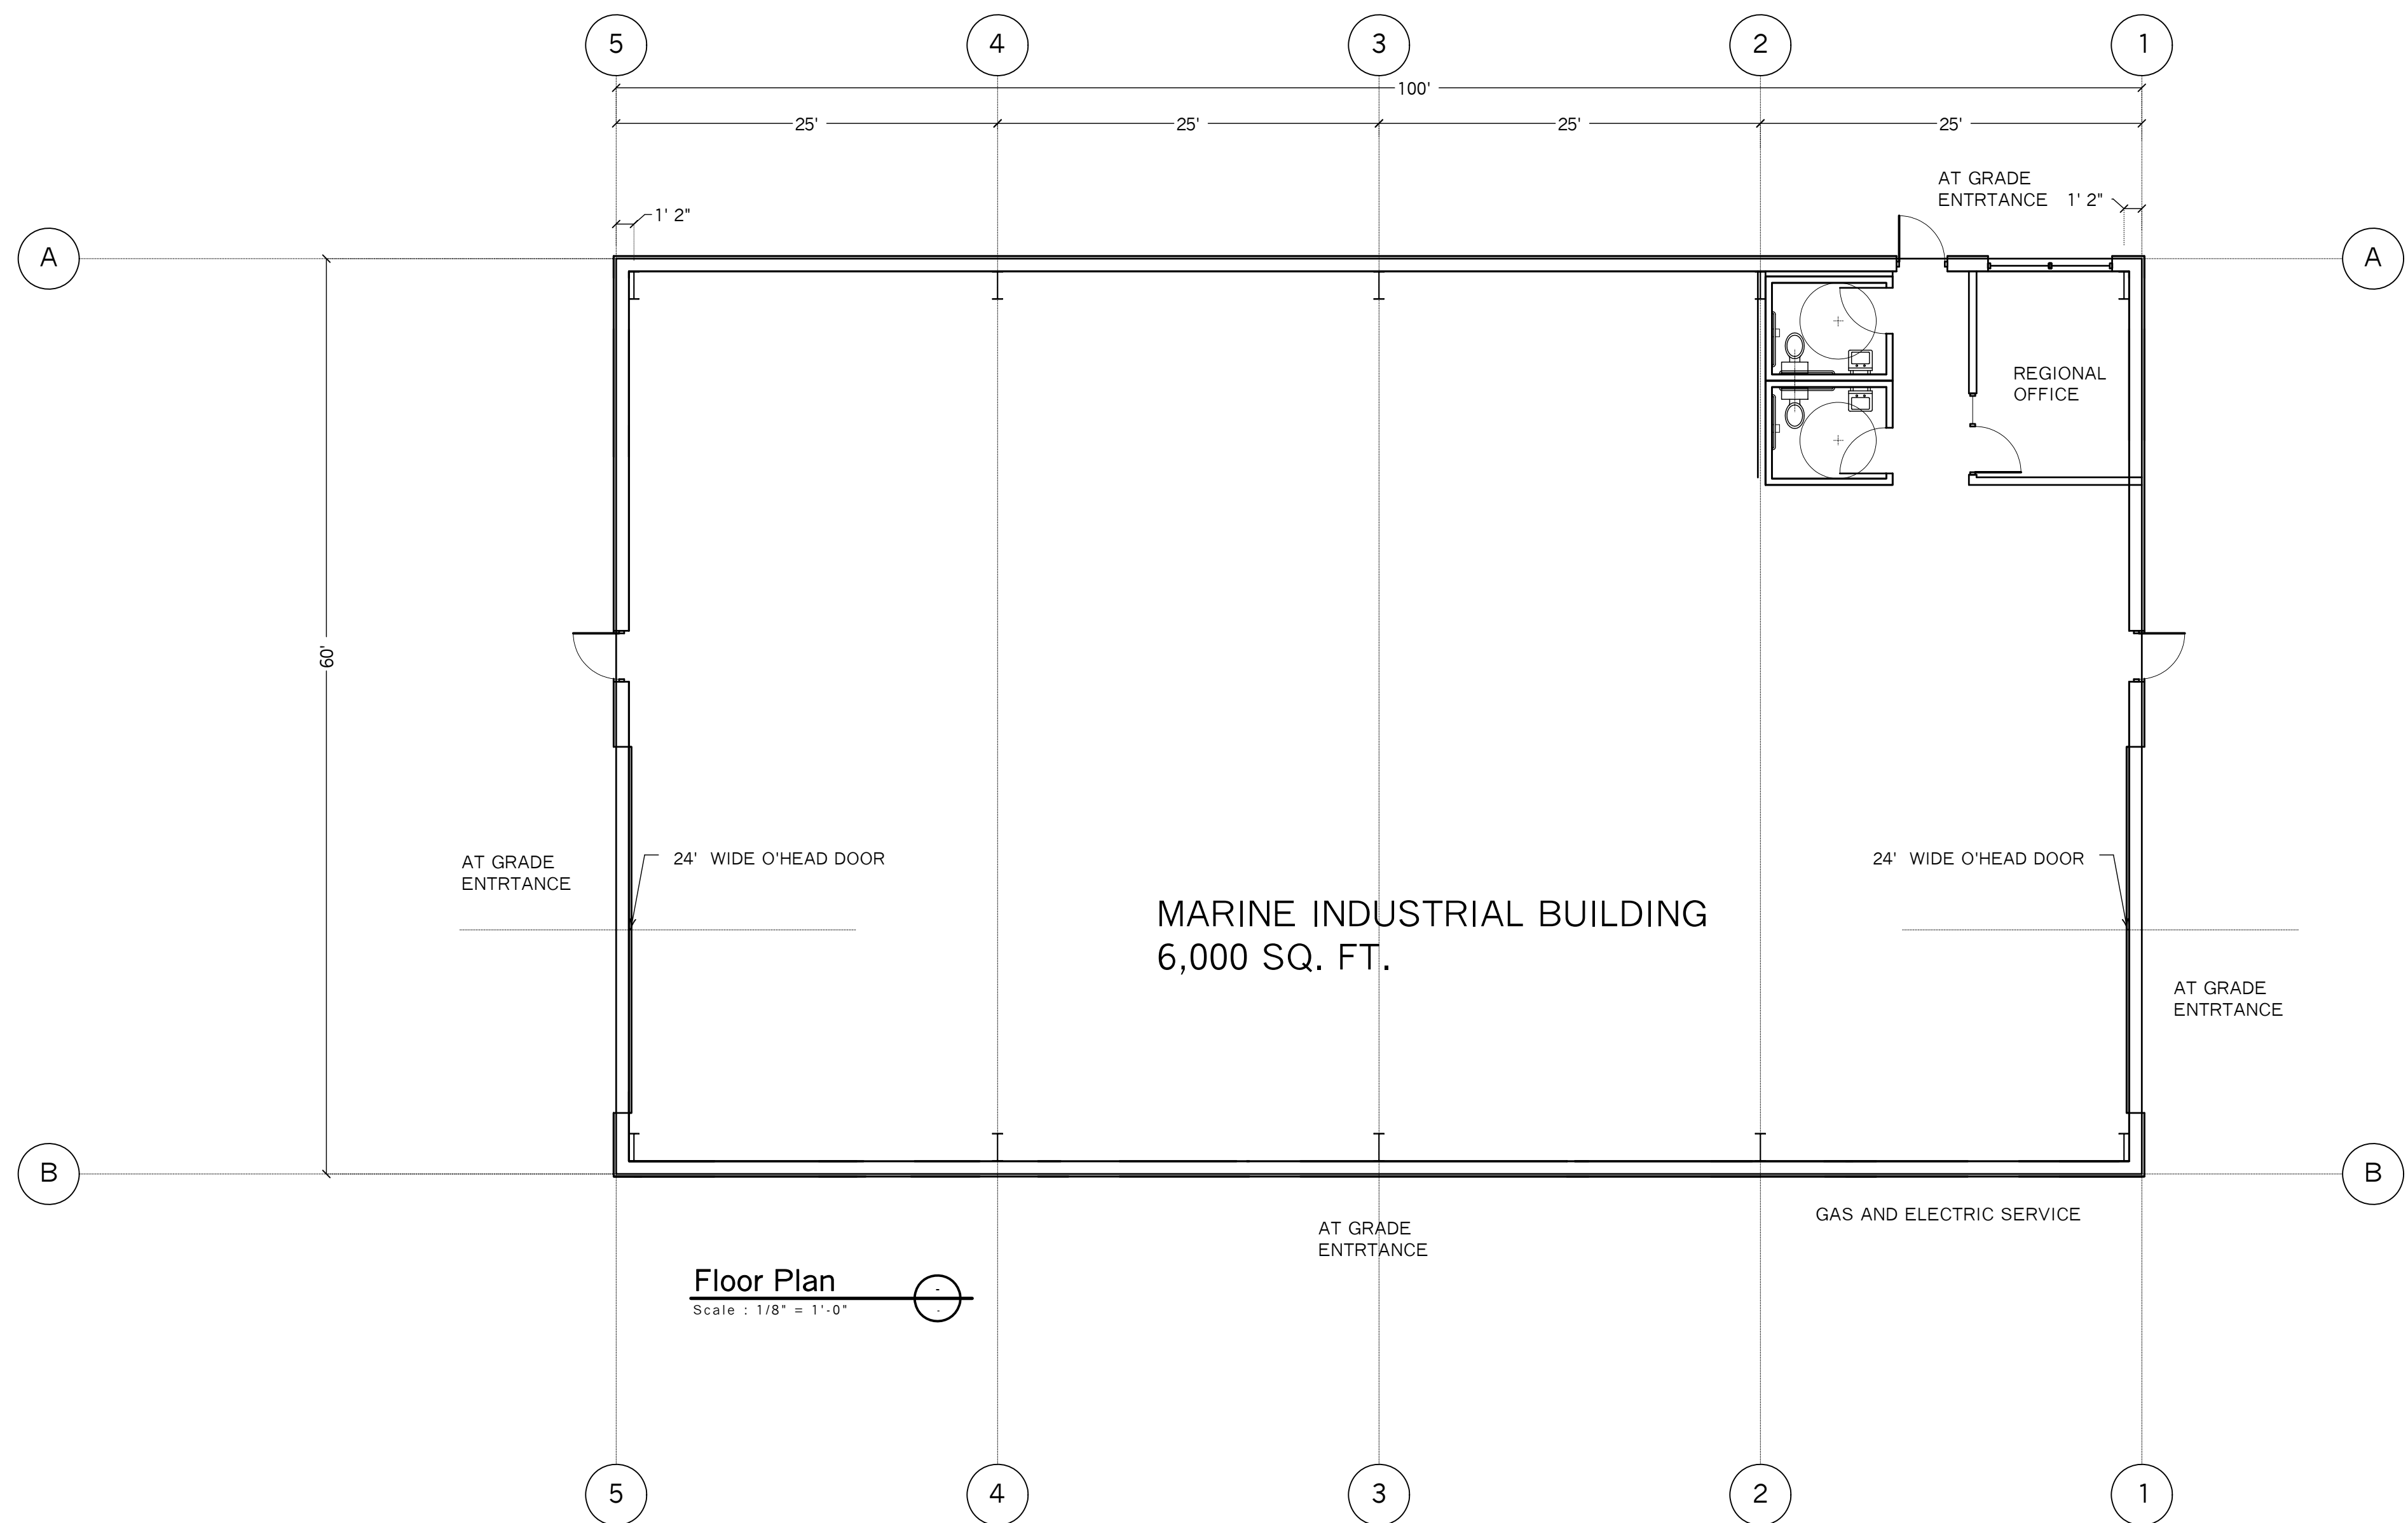 5 4 3 2 1
100'
25' 25' 25' 25'
AT GRADE
ENTRTANCE 1' 2"
1' 2"
A A
REGIONAL
OFFICE
60'
24' WIDE O'HEAD DOOR
24' WIDE O'HEAD DOOR
AT GRADE
ENTRTANCE
MARINE INDUSTRIAL BUILDING
6,000 SQ. FT.
AT GRADE
ENTRTANCE
B B
GAS AND ELECTRIC SERVICE
AT GRADE
ENTRTANCE
Floor Plan
-
Scale : 1/8" = 1'-0"
-
5 4 3 2 1